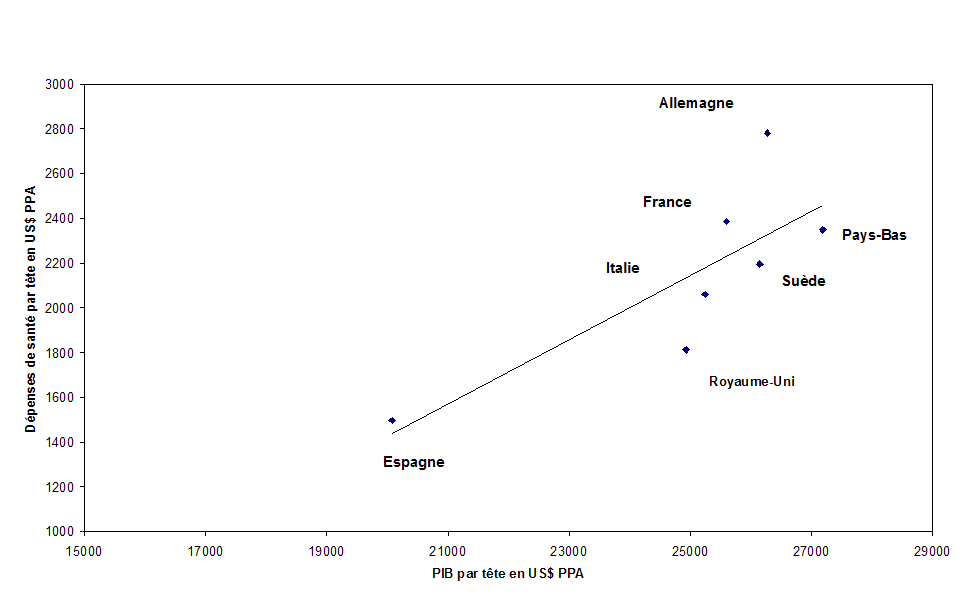 3000
2800
2600
2400
2200
2000
1800
1600
1400
1200
1000
Dépenses de santé par tête en US$ PPA
Allemagne
France
Pays-Bas
Italie
Suède
Royaume-Uni
Espagne
15000 17000 19000 21000 23000 25000 27000 29000
PIB par tête en US$ PPA